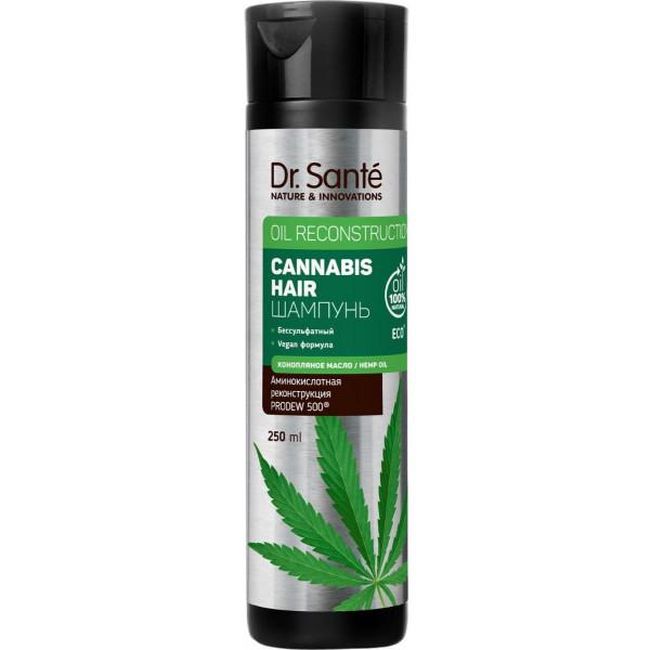 Dr. Santé
NATURE & INNOVATIONS
OIL RECONSTRUCTIO
CANNABIS
HAIR
ШАМПУНЬ
Бессульфатный
Vegan формула
oil
100%
NATURAL
ECO
КОНОПЛЯНОЕ МАСЛО / HEMP OIL
Аминокислотная
реконструкция
PRODEW 500®
250 ml